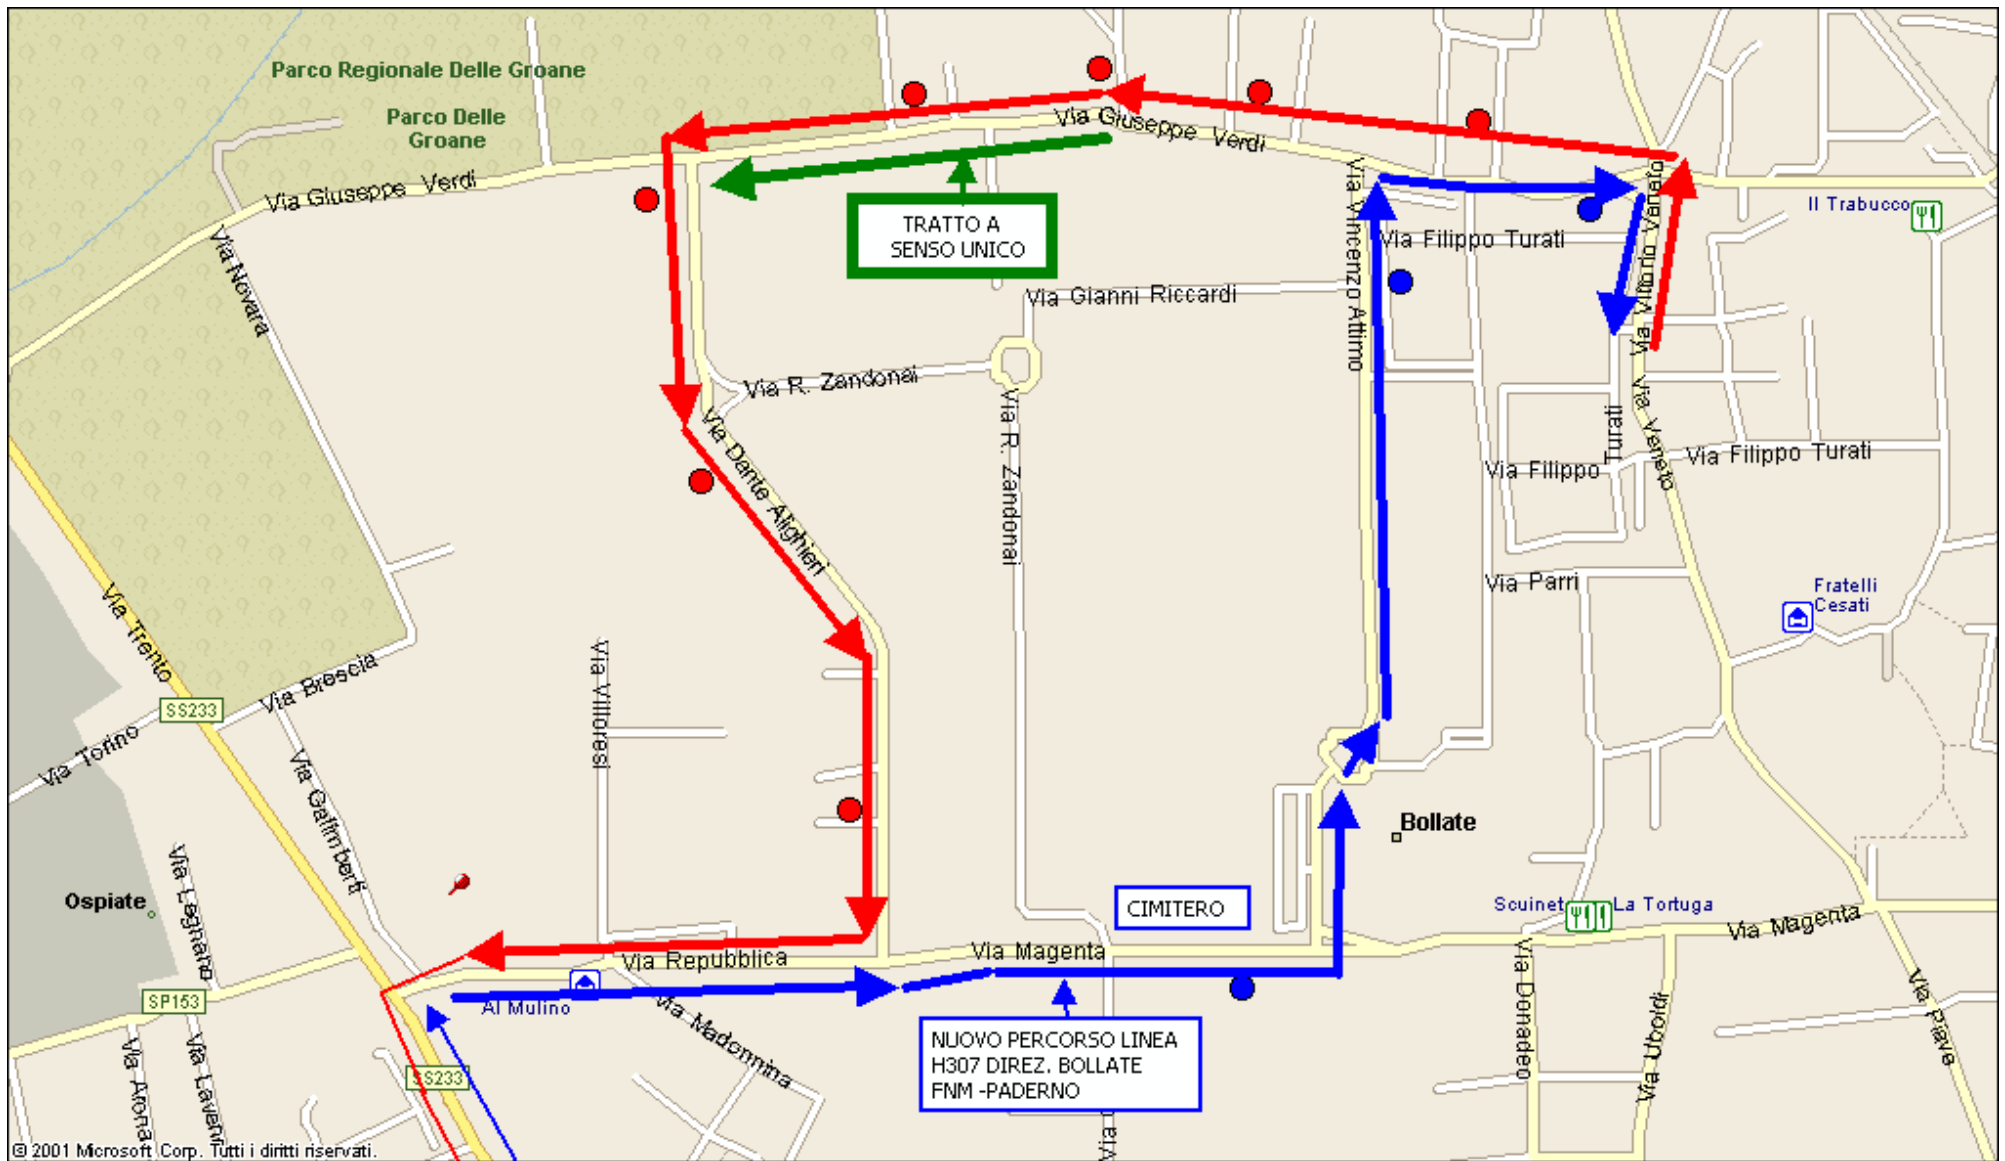 Parco Regionale Delle Groane
Parco Delle
Groane
Via Giuseppe Verdi
Via Giuseppe Verdi
TRATTO A
SENSO UNICO
Via Vincenzo Attimo
Via Vittorio Vaneto
Il Trabucco
Via Filippo Turati
Via Novara
Via Gianni Riccardi
Via R. Zandonai
Via R. Zandonai
Via Dante Alighieri
Via Veneto
Via Filippo Turati
Via Filippo Turati
Via Parri
Fratelli
Cesati
Via Trento
Via Brescia
SS233
Via Torino
Via Villoresi
Via Galimberti
Bollate
Ospiate
Via Legnano
CIMITERO
Scuinet
La Tortuga
Via Magenta
Via Magenta
Via Repubblica
Al Mulino
SP153
Via Madonnina
Via Donadeo
Via Uboldi
Via Piave
NUOVO PERCORSO LINEA
H307 DIREZ. BOLLATE
FNM -PADERNO
SS233
Via Arona
Via
Via
© 2001 Microsoft Corp. Tutti i diritti riservati.